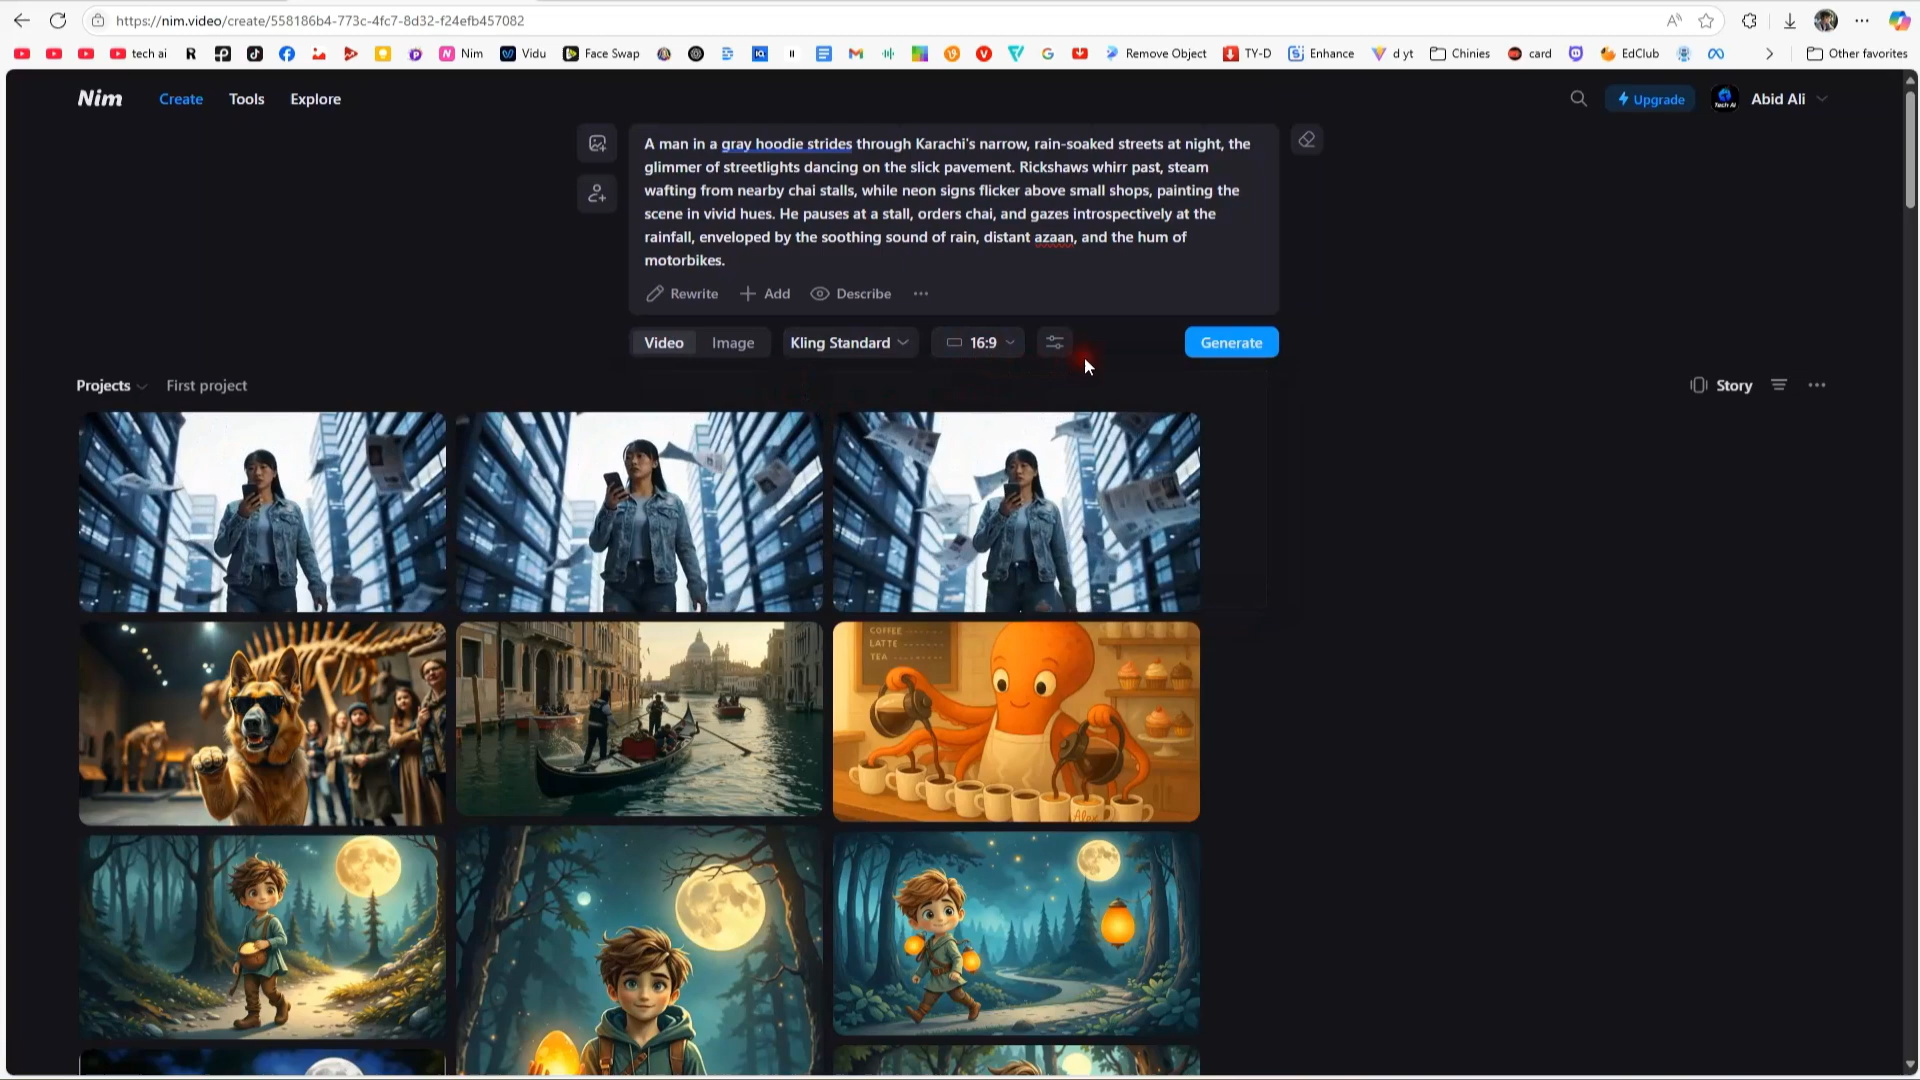 https://nim.video/create/558186b4-773c-4fc7-8d32-f24efb457082
tech ai
Nim
Vidu
Face Swap
Remove Object
TY-D
Enhance
d yt
Chinies
card
EdClub
Other favorites
Nim
Create
Tools
Explore
Upgrade
Abid Ali
A man in a gray hoodie strides through Karachi's narrow, rain-soaked streets at night, the
glimmer of streetlights dancing on the slick pavement. Rickshaws whirr past, steam
wafting from nearby chai stalls, while neon signs flicker above small shops, painting the
scene in vivid hues. He pauses at a stall, orders chai, and gazes introspectively at the
rainfall, enveloped by the soothing sound of rain, distant azaan, and the hum of
motorbikes.
Rewrite
Add
Describe
Video
Image
Kling Standard
16:9
Generate
Projects
First project
Story
COFFEE
LATTE
TEA
Alex